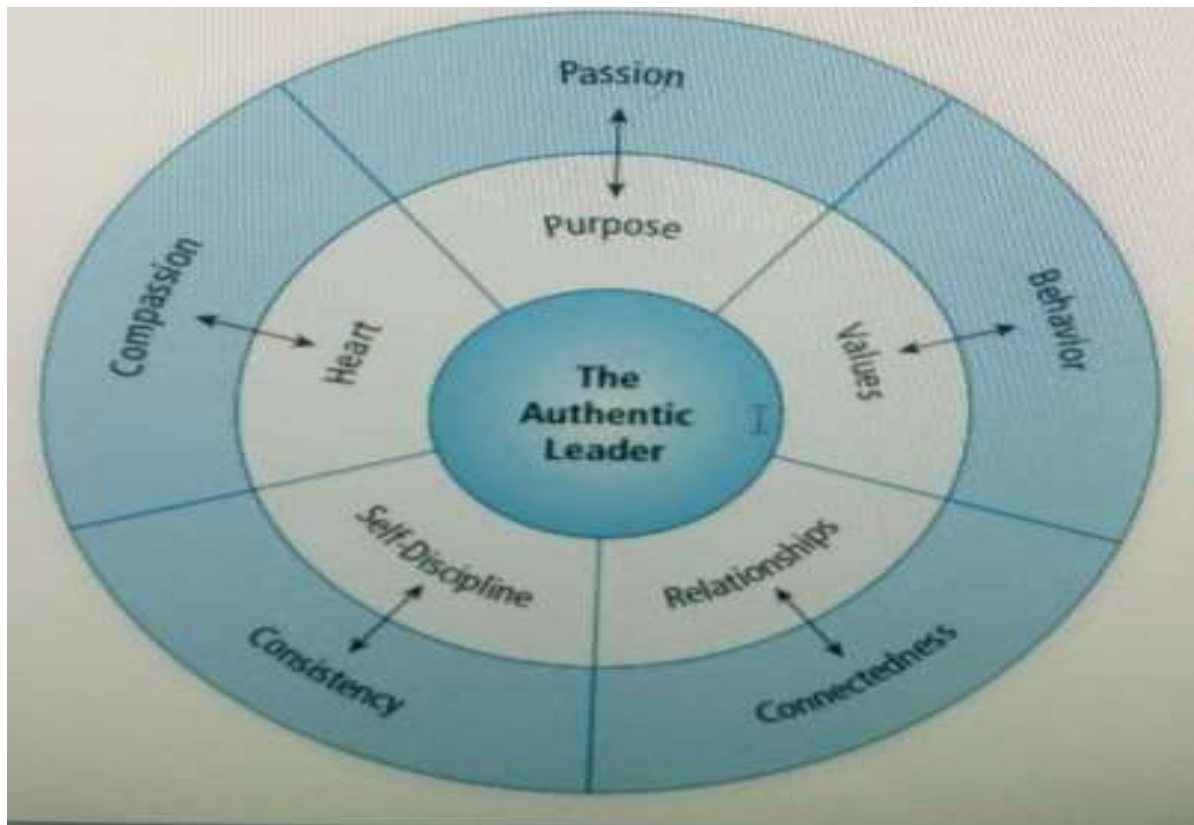 Passion
Purpose
Compassion
Heart
Values
Behavior
The
Authentic
Leader
Self-Discipline
Relationships
Consistency
Connectedness